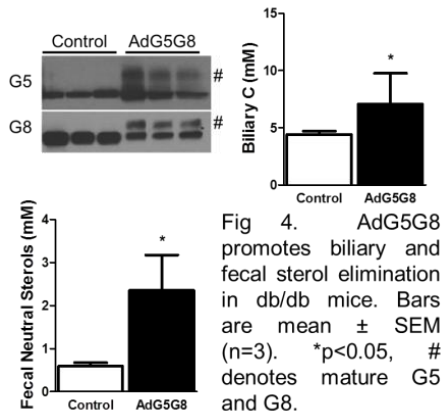 Control AdG5G8
G5 #
G8 #
Biliary C (mM)
15
10
5
0
*
Control AdG5G8
Fecal Neutral Sterols (mM)
4
3
2
1
0
*
Control AdG5G8
Fig 4. AdG5G8
promotes biliary and
fecal sterol elimination
in db/db mice. Bars
are mean ± SEM
(n=3). *p<0.05, #
denotes mature G5
and G8.